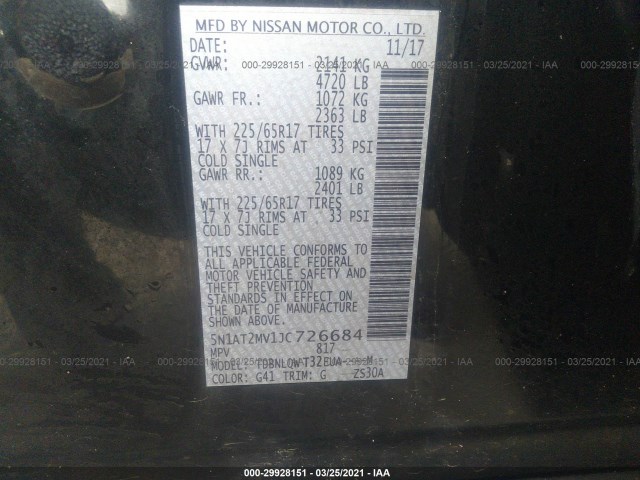 MFD BY NISSAN MOTOR CO., LTD.
DATE: 11/17
GVWR: 2141 KG
4720 LB
GAWR FR.: 1072 KG
2363 LB
WITH 225/65R17 TIRES
17 X 7J RIMS AT 33 PSI
COLD SINGLE
GAWR RR.: 1089 KG
2401 LB
WITH 225/65R17 TIRES
17 X 7J RIMS AT 33 PSI
COLD SINGLE
THIS VEHICLE CONFORMS TO
ALL APPLICABLE FEDERAL
MOTOR VEHICLE SAFETY AND
THEFT PREVENTION
STANDARDS IN EFFECT ON
THE DATE OF MANUFACTURE
SHOWN ABOVE.
5N1AT2MV1JC726684
MPV 817
MODEL:
COLOR: G41 TRIM: G ZS30A
000-29928151 / 03/25/2021 - IAA